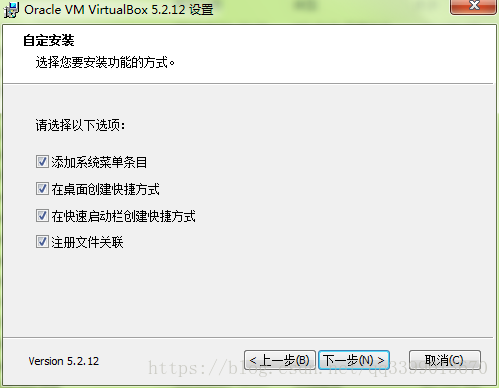 Oracle VM VirtualBox 5.2.12 设置
自定安装
选择您要安装功能的方式。
请选择以下选项:
添加系统菜单条目
在桌面创建快捷方式
在快速启动栏创建快捷方式
注册文件关联
Version 5.2.12
< 上一步(B) 下一步(N) > 取消(C)